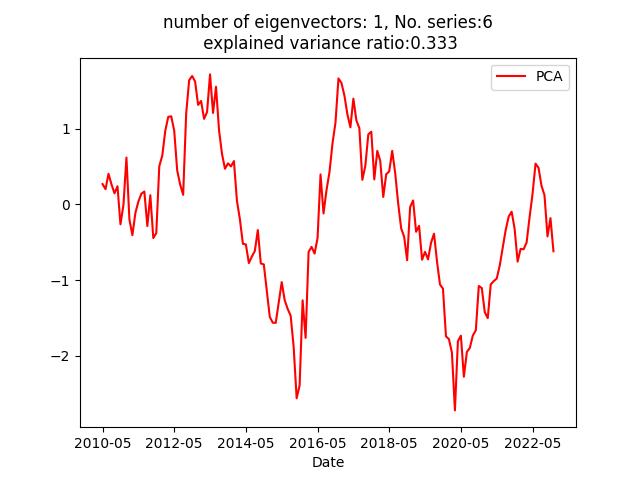 number of eigenvectors: 1, No. series:6
explained variance ratio:0.333
PCA
1
0
−1
−2
2010-05 2012-05 2014-05 2016-05 2018-05 2020-05 2022-05
Date